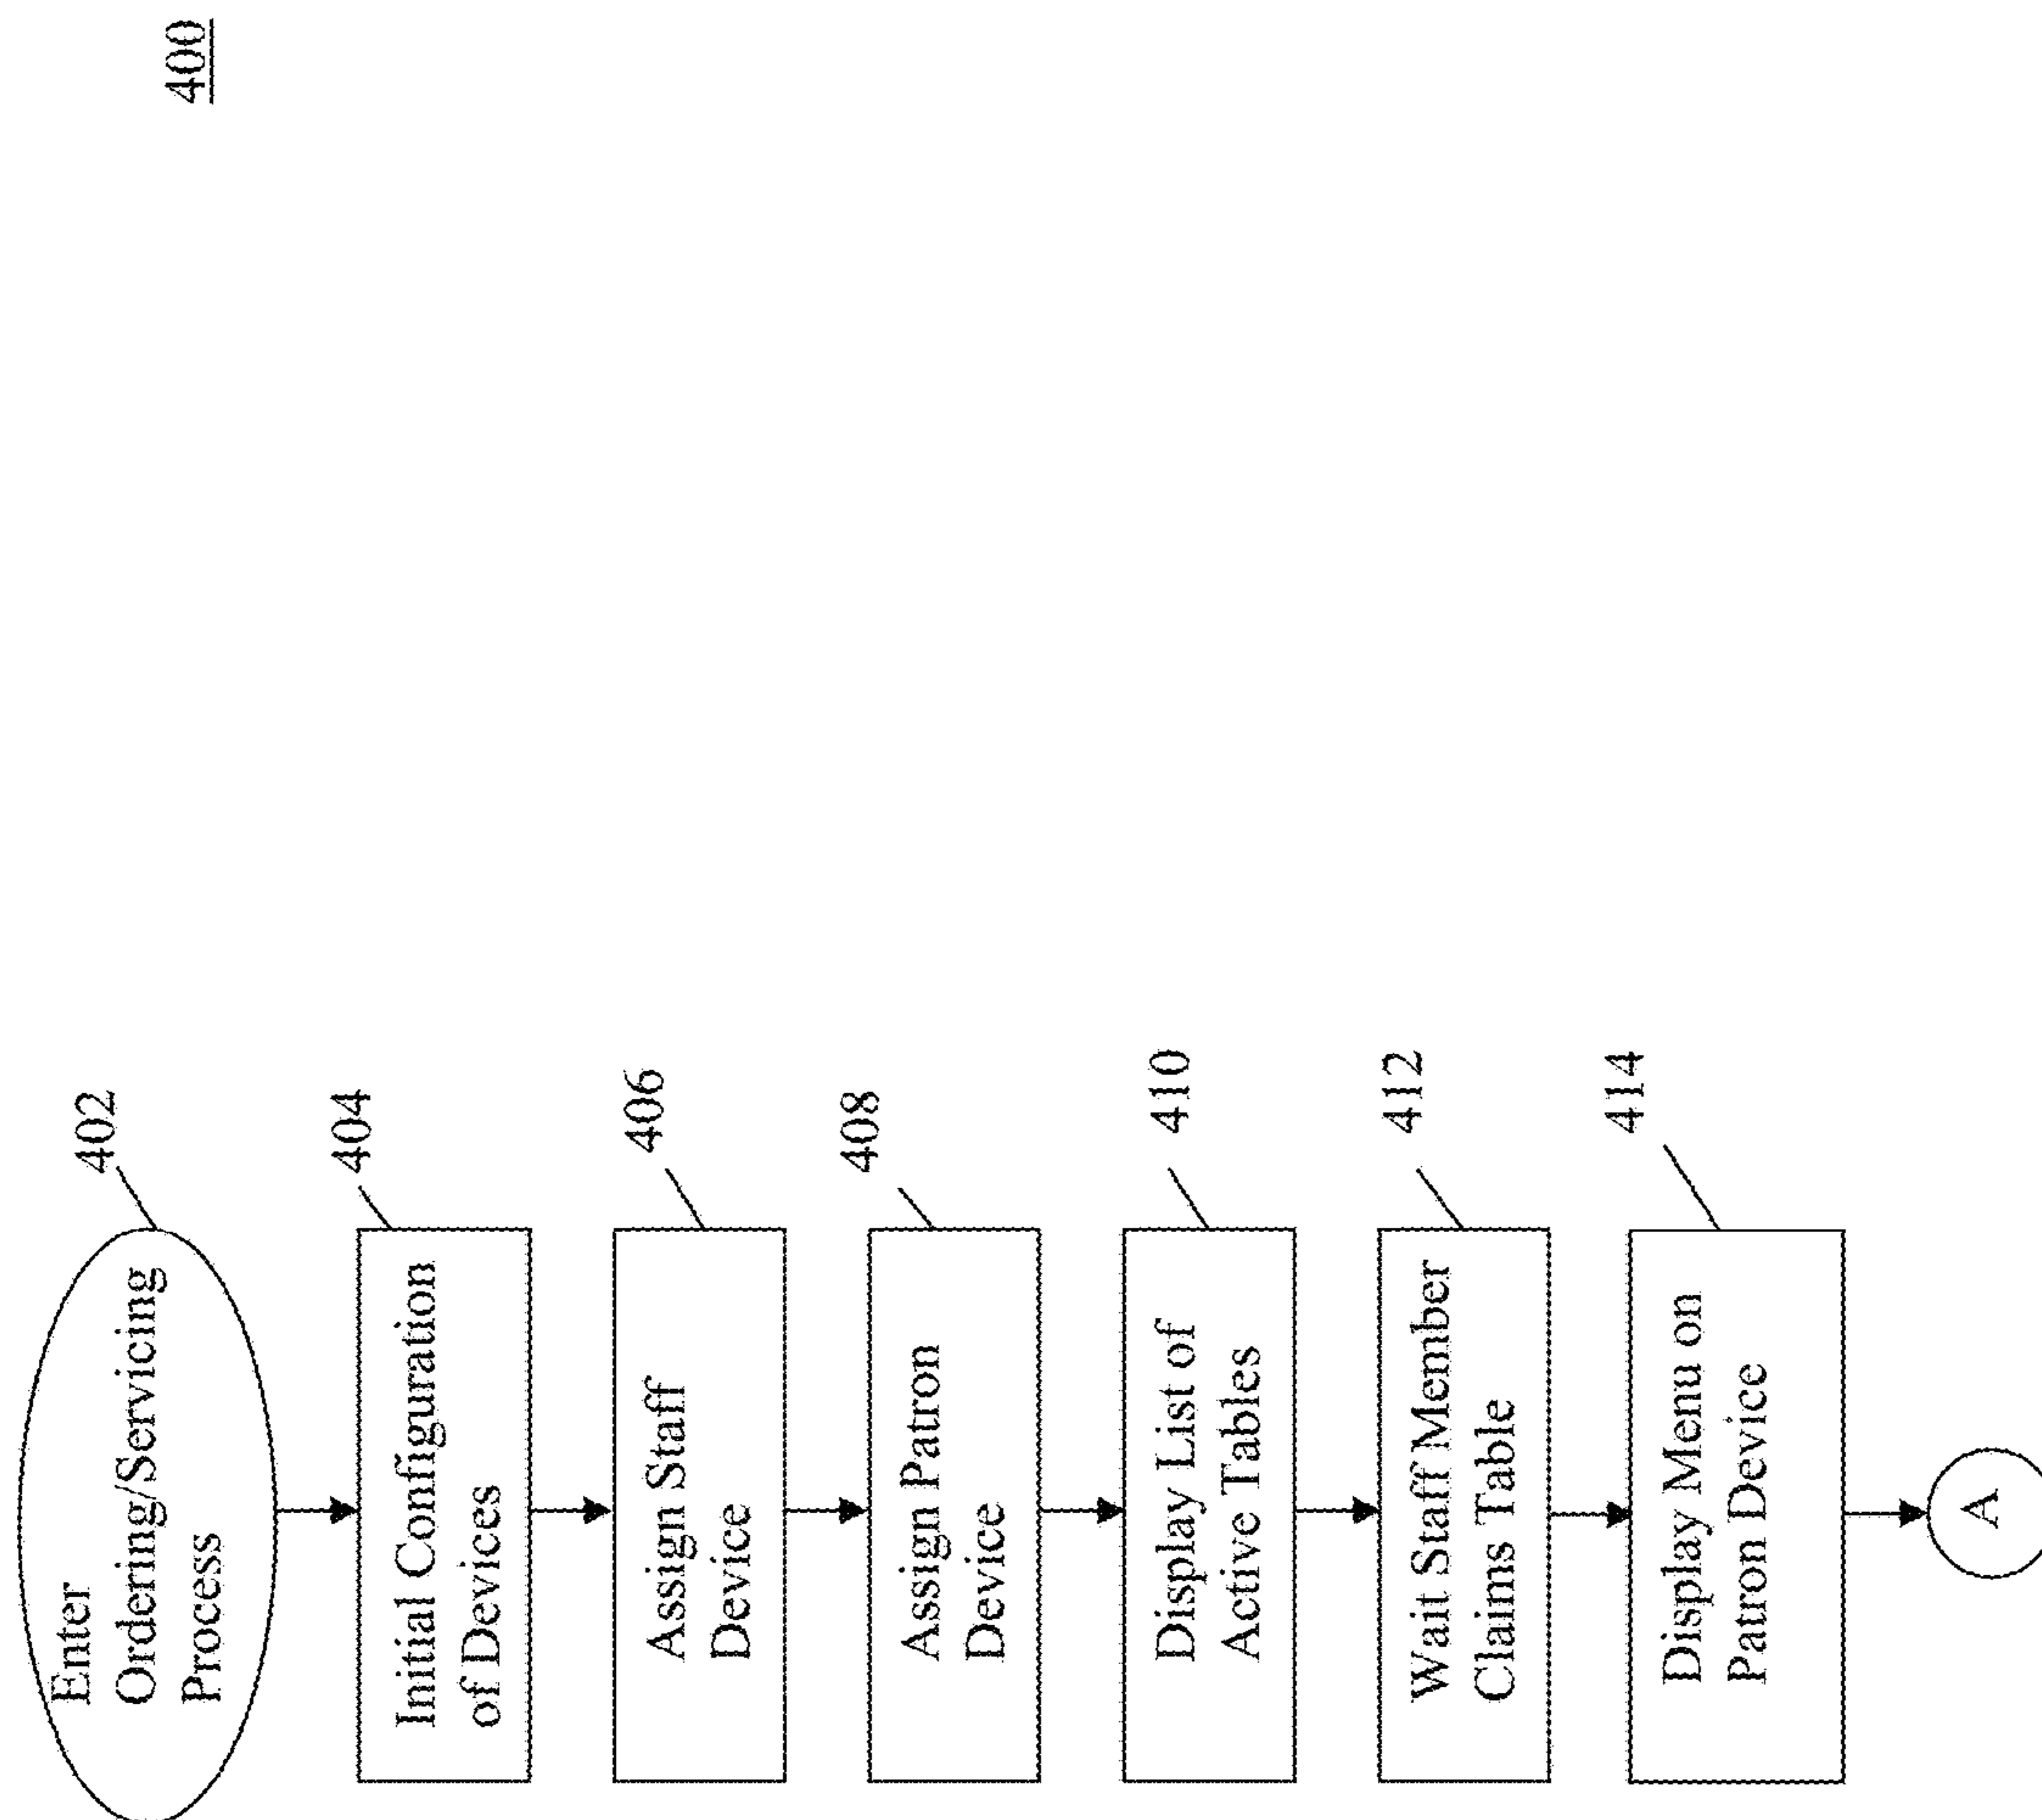 400
Enter
Ordering/Servicing
Process
402
Initial Configuration
of Devices
404
Assign Staff
Device
406
Assign Patron
Device
408
Display List of
Active Tables
410
Wait Staff Member
Claims Table
412
Display Menu on
Patron Device
414
A